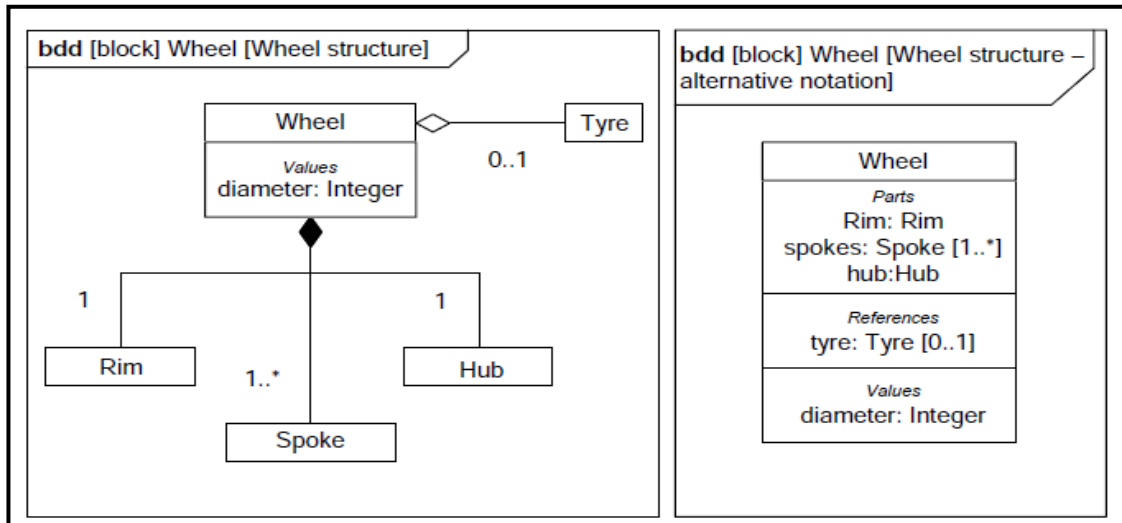 bdd [block] Wheel [Wheel structure]
Wheel
Tyre
0..1
Values
diameter: Integer
1
1
Rim
Hub
1..*
Spoke
bdd [block] Wheel [Wheel structure –
alternative notation]
Wheel
Parts
Rim: Rim
spokes: Spoke [1..*]
hub:Hub
References
tyre: Tyre [0..1]
Values
diameter: Integer